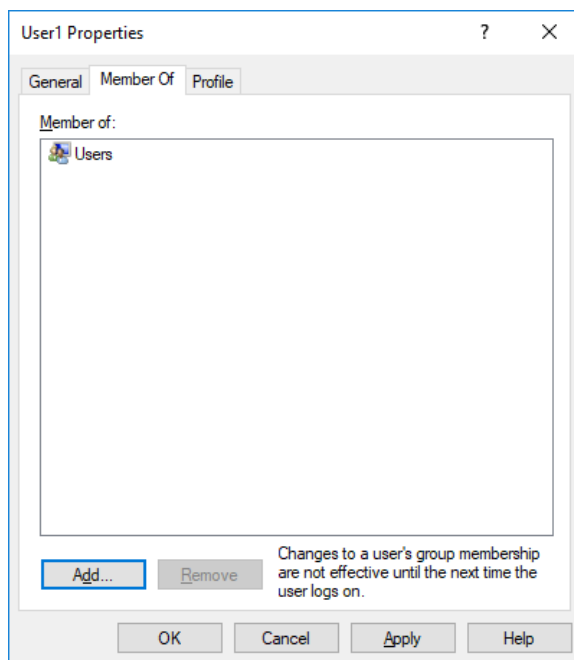 User1 Properties
? 
General Member Of Profile
Member of:
Users
Add... Remove
Changes to a user's group membership
are not effective until the next time the
user logs on.
OK Cancel Apply Help